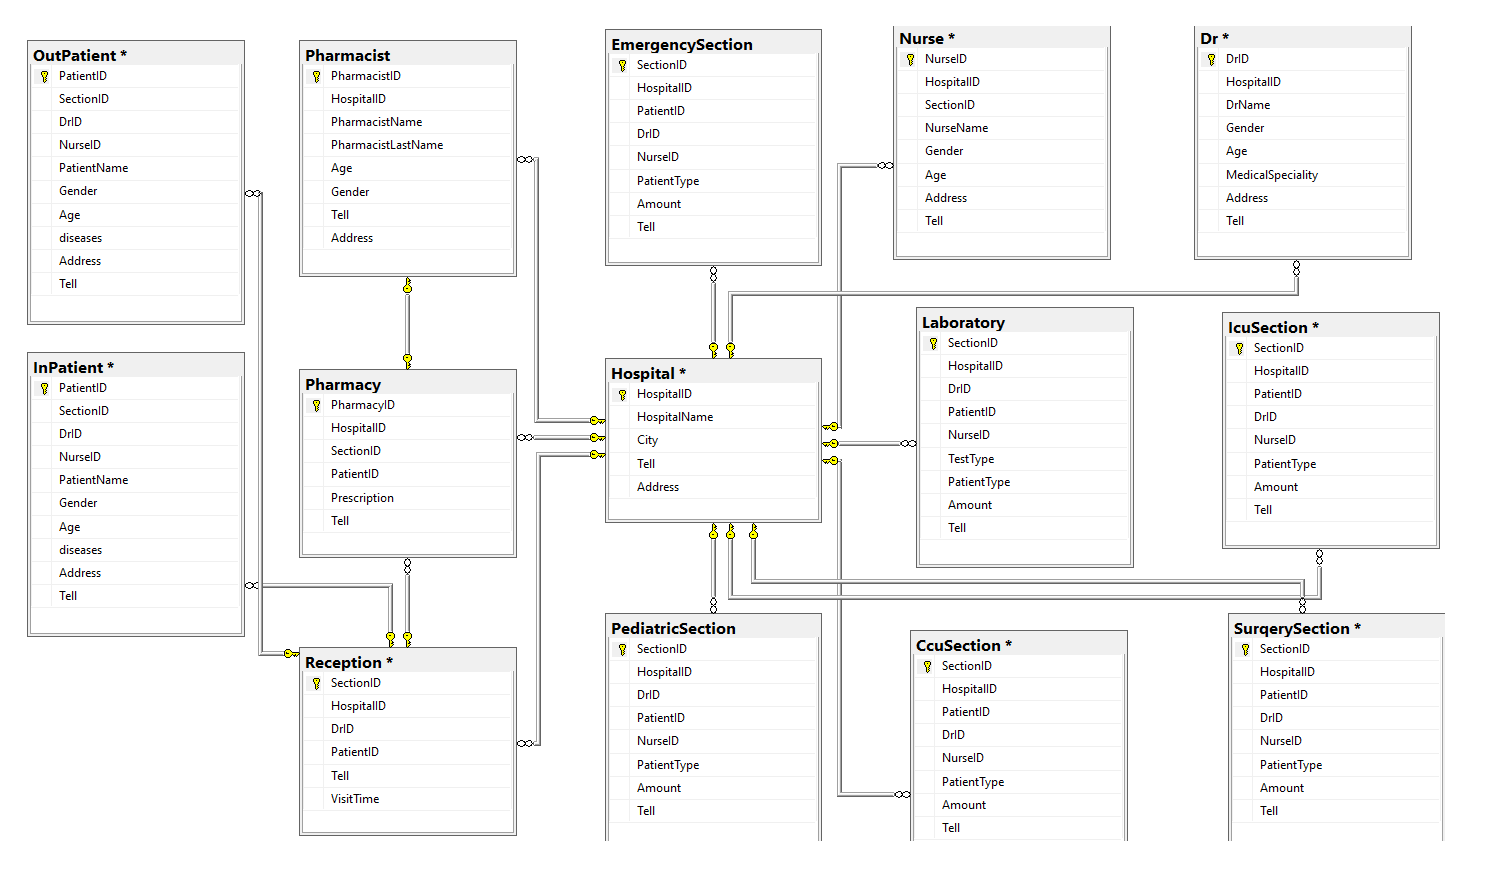 OutPatient *
PatientID
SectionID
DrID
NurseID
PatientName
Gender
Age
diseases
Address
Tell
Pharmacist
PharmacistID
HospitalID
PharmacistName
PharmacistLastName
Age
Gender
Tell
Address
EmergencySection
SectionID
HospitalID
PatientID
DrID
NurseID
PatientType
Amount
Tell
Nurse *
NurseID
HospitalID
SectionID
NurseName
Gender
Age
Address
Tell
Dr *
DrID
HospitalID
DrName
Gender
Age
MedicalSpeciality
Address
Tell
InPatient *
PatientID
SectionID
DrID
NurseID
PatientName
Gender
Age
diseases
Address
Tell
Pharmacy
PharmacyID
HospitalID
SectionID
PatientID
Prescription
Tell
Hospital *
HospitalID
HospitalName
City
Tell
Address
Laboratory
SectionID
HospitalID
DrID
PatientID
NurseID
TestType
PatientType
Amount
Tell
IcuSection *
SectionID
HospitalID
PatientID
DrID
NurseID
PatientType
Amount
Tell
Reception *
SectionID
HospitalID
DrID
PatientID
Tell
VisitTime
PediatricSection
SectionID
HospitalID
DrID
PatientID
NurseID
PatientType
Amount
Tell
CcuSection *
SectionID
HospitalID
PatientID
DrID
NurseID
PatientType
Amount
Tell
SurqerySection *
SectionID
HospitalID
PatientID
DrID
NurseID
PatientType
Amount
Tell